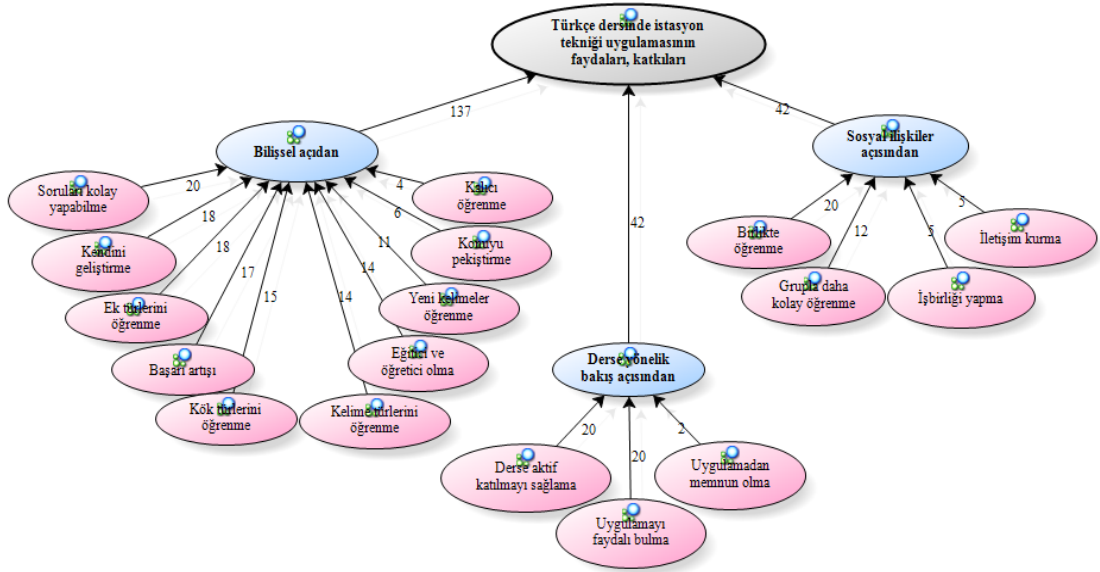 Türkçe dersinde istasyon
tekniği uygulamasının
faydaları, katkıları
137
42
42
Bilişsel açıdan
Sosyal ilişkiler
açısından
Derse yönelik
bakış açısından
Soruları kolay
yapabilme
20
Kendini
geliştirme
18
Ek türlerini
öğrenme
18
Başarı artışı
17
Kök türlerini
öğrenme
15
Kelime türlerini
öğrenme
14
Eğitici ve
öğretici olma
14
Yeni kelimeler
öğrenme
11
Konuyu
pekiştirme
6
Kalıcı
öğrenme
4
Derse aktif
katılmayı sağlama
20
Uygulamayı
faydalı bulma
20
Uygulamadan
memnun olma
2
Birlikte
öğrenme
20
Grupla daha
kolay öğrenme
12
İşbirliği yapma
5
İletişim kurma
5